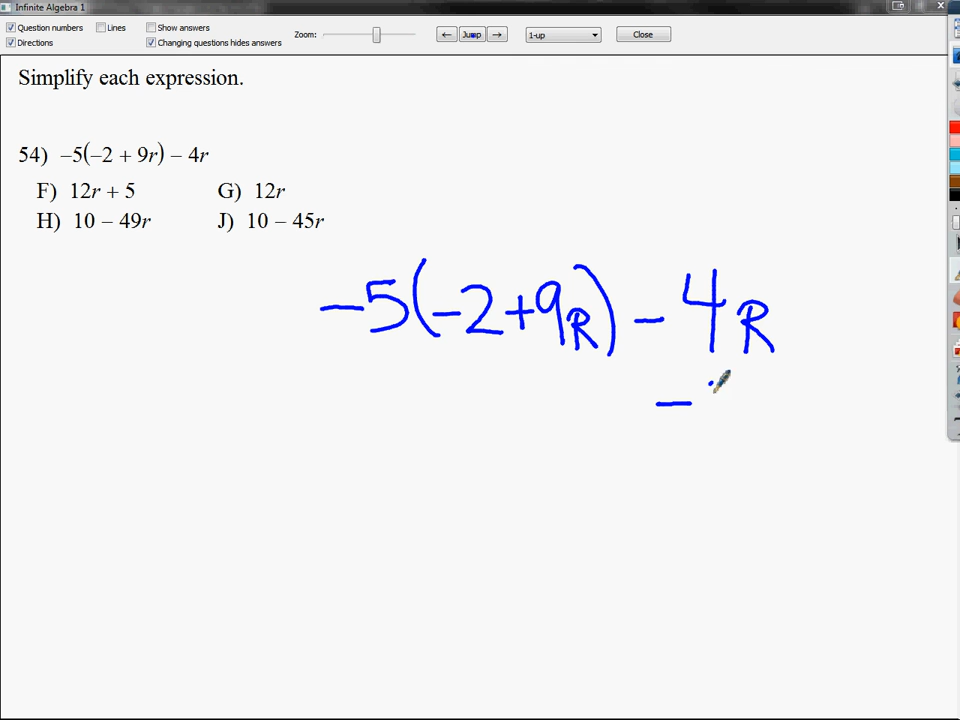 Infinite Algebra 1
Question numbers Lines Show answers Zoom: ← Jump → 1-up Close
Directions Changing questions hides answers
Simplify each expression.
54) −5(−2 + 9r) − 4r
F) 12r + 5 G) 12r
H) 10 − 49r J) 10 − 45r
−5(−2+9R) − 4R
−